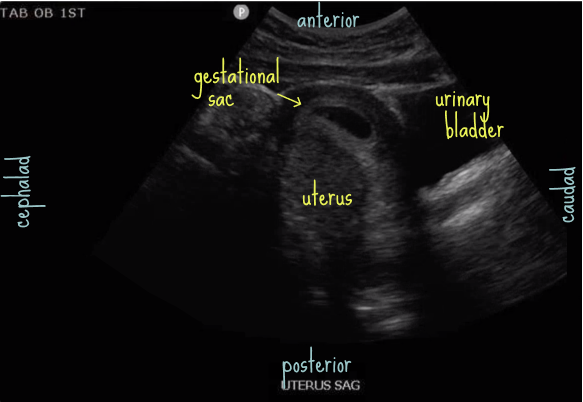 TAB OB 1ST
P
anterior
gestational
sac
urinary
bladder
cephalad
caudad
uterus
posterior
UTERUS SAG